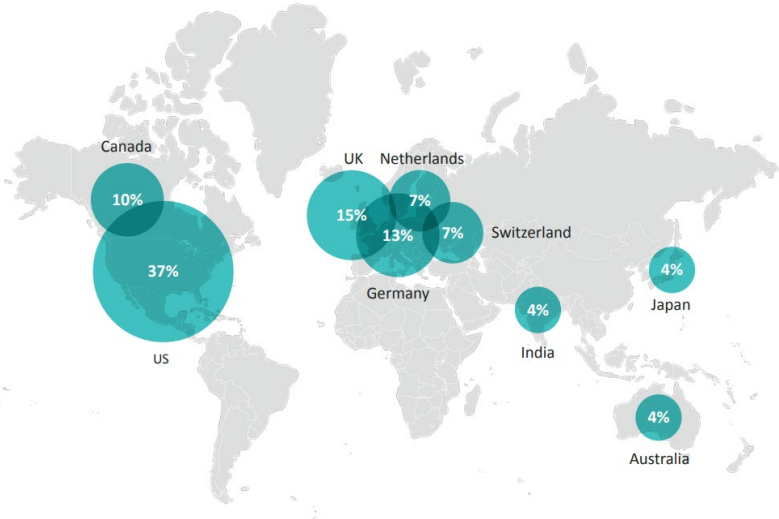 Canada
10%
37%
US
UK
15%
Netherlands
7%
13%
Germany
7%
Switzerland
4%
India
4%
Japan
4%
Australia